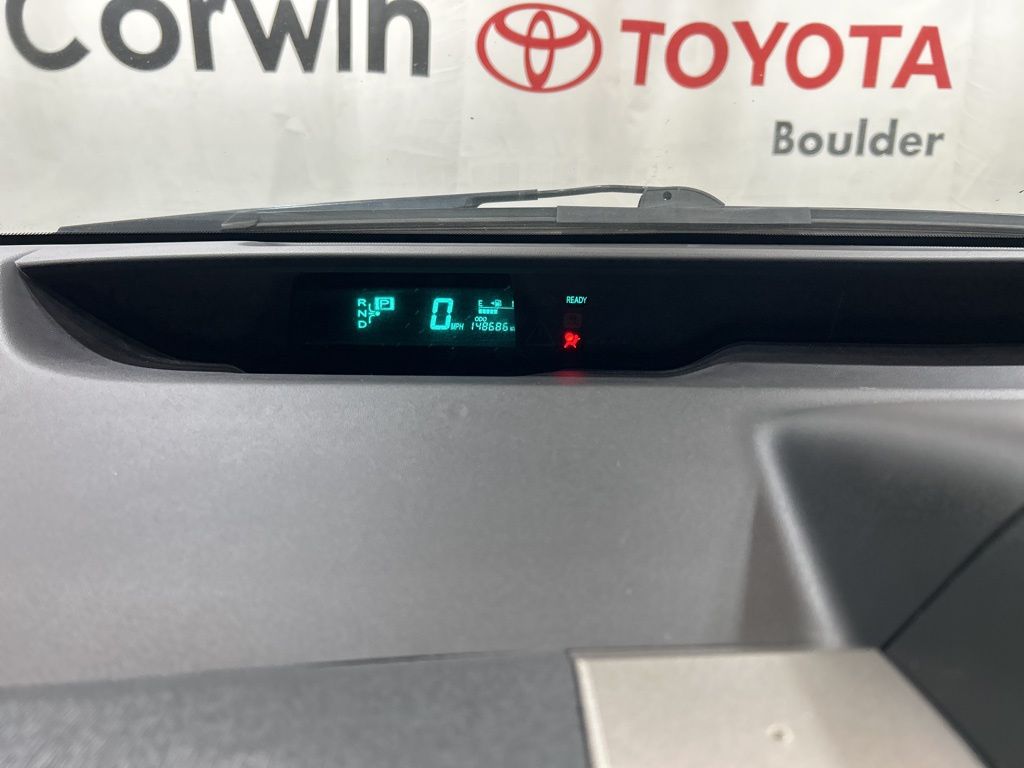 Corwin TOYOTA
Boulder
R P
N
D
0 MPH
E
ODO
148686
READY